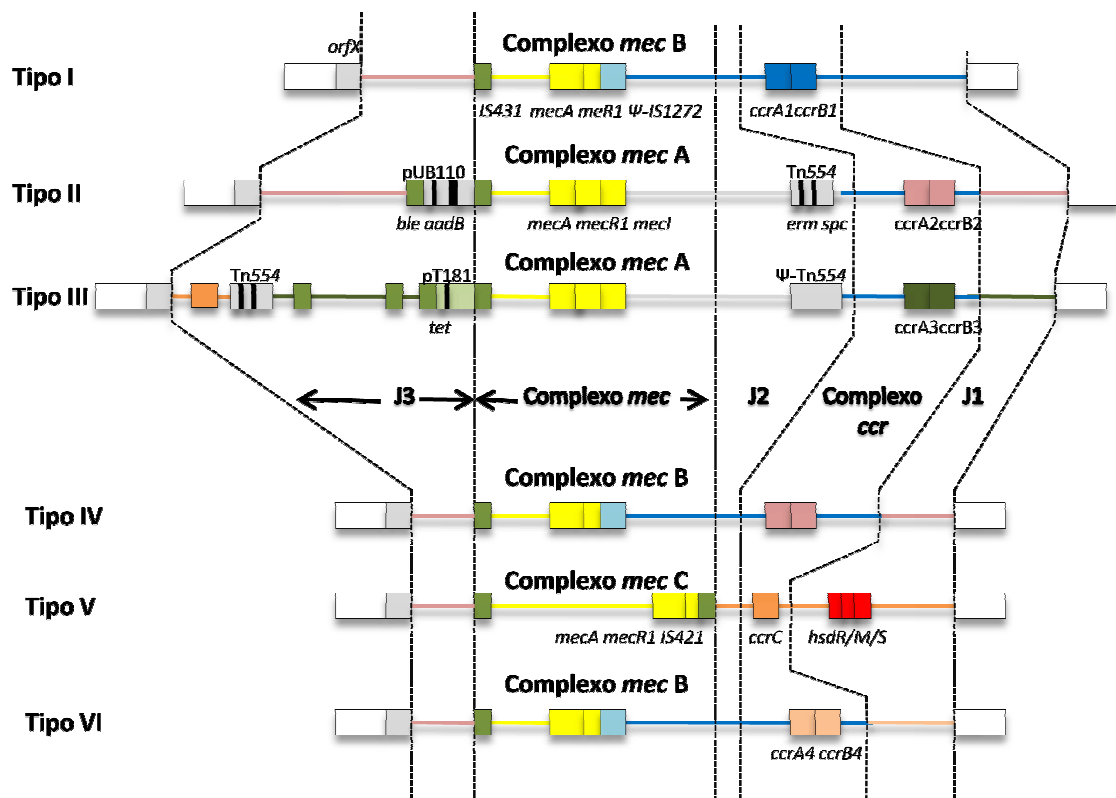 orfX
Complexo mec B
Tipo I
IS431 mecA meR1 Ψ-IS1272
ccrA1ccrB1
Complexo mec A
pUB110
Tn554
Tipo II
ble aadB
mecA mecR1 mecI
erm spc
ccrA2ccrB2
Complexo mec A
Tn554
pT181
Ψ-Tn554
Tipo III
tet
ccrA3ccrB3
J3
Complexo mec
J2
Complexo
ccr
J1
Complexo mec B
Tipo IV
Complexo mec C
Tipo V
mecA mecR1 IS421
ccrC
hsdR/M/S
Complexo mec B
Tipo VI
ccrA4 ccrB4